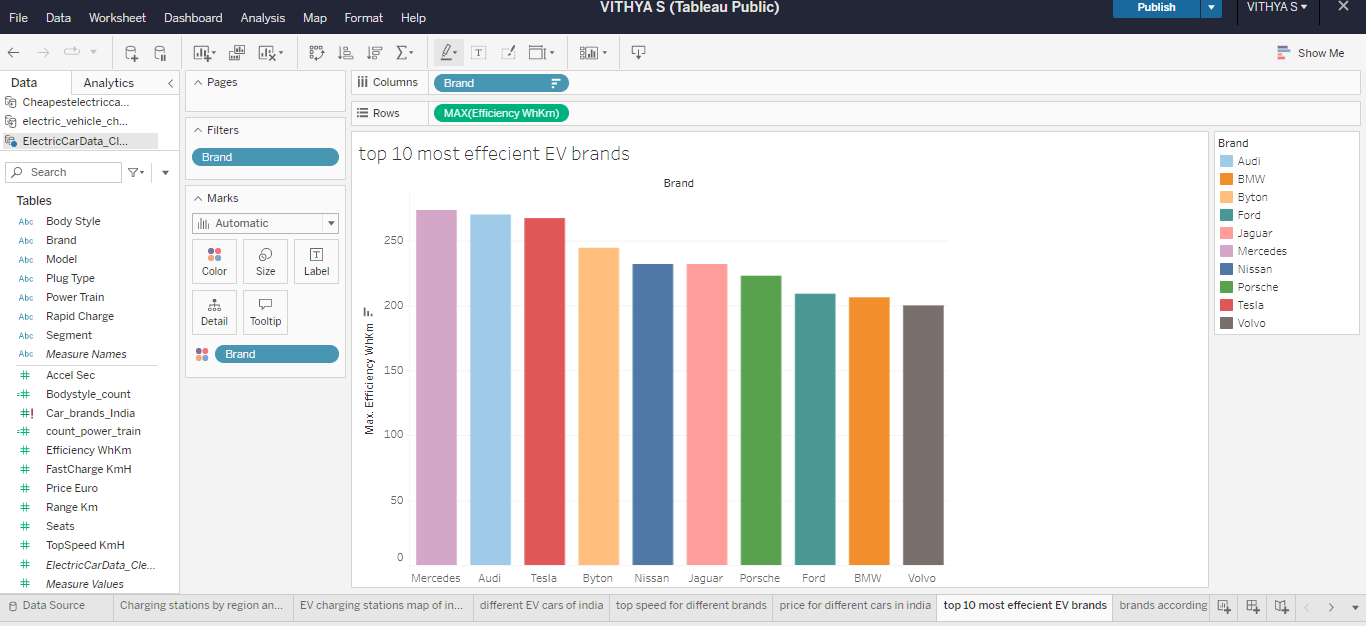 VITHYA S (Tableau Public)
File Data Worksheet Dashboard Analysis Map Format Help
Publish
VITHYA S
Show Me
Data Analytics
Cheapestelectricca...
electric_vehicle_ch...
ElectricCarData_Cl...
Search
Tables
Abc Body Style
Abc Brand
Abc Model
Abc Plug Type
Abc Power Train
Abc Rapid Charge
Abc Segment
Abc Measure Names
# Accel Sec
=# Bodystyle_count
#! Car_brands_India
=# count_power_train
# Efficiency WhKm
# FastCharge KmH
# Price Euro
# Range Km
# Seats
# TopSpeed KmH
# ElectricCarData_Cle...
# Measure Values
Pages
Filters
Brand
Marks
Automatic
Color Size Label
Detail Tooltip
Brand
Columns Brand
Rows MAX(Efficiency WhKm)
top 10 most effecient EV brands
Brand
Max. Efficiency WhKm
250
200
150
100
50
0
Mercedes Audi Tesla Byton Nissan Jaguar Porsche Ford BMW Volvo
Brand
Audi
BMW
Byton
Ford
Jaguar
Mercedes
Nissan
Porsche
Tesla
Volvo
Data Source Charging stations by region an... EV charging stations map of in... different EV cars of india top speed for different brands price for different cars in india top 10 most effecient EV brands brands according